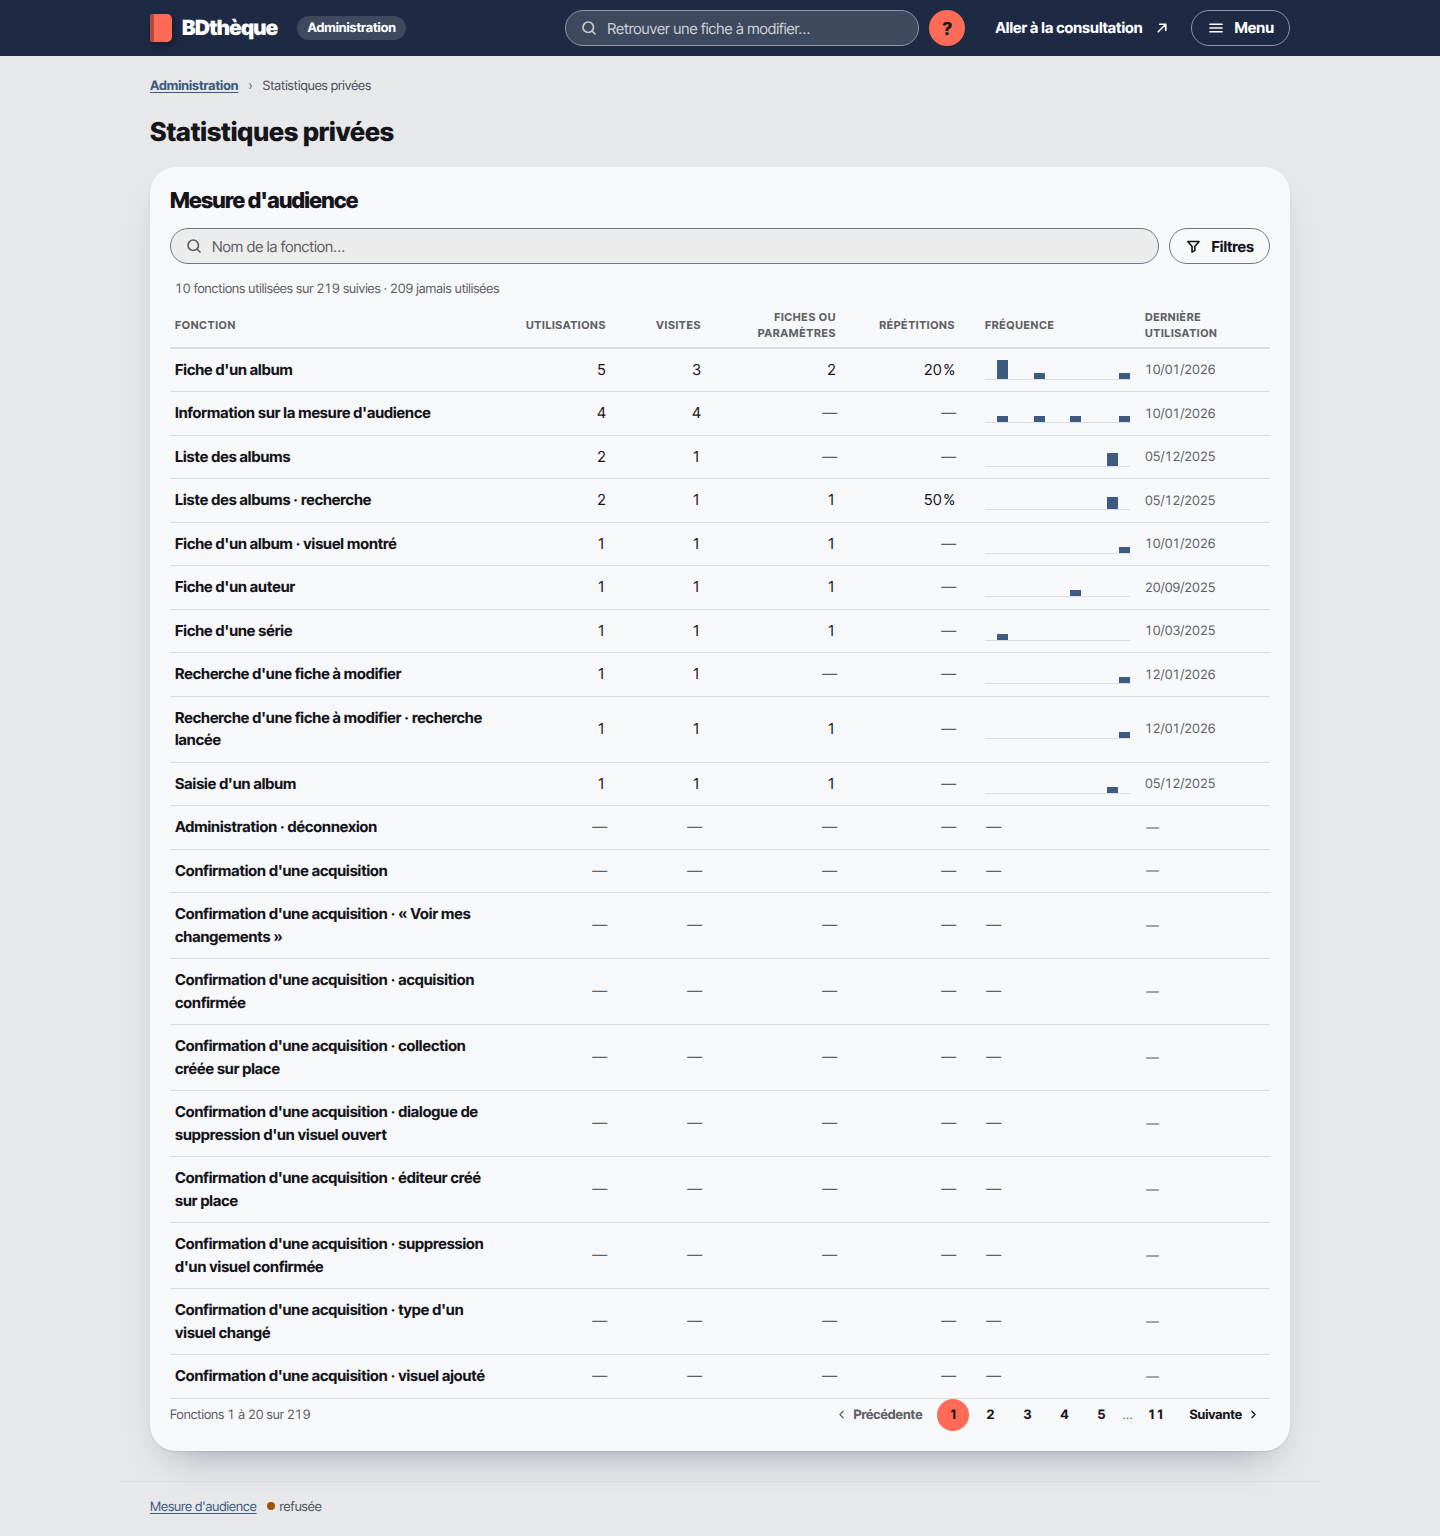 BDthèque Administration Retrouver une fiche à modifier... ? Aller à la consultation Menu
Administration › Statistiques privées
Statistiques privées
Mesure d'audience
Nom de la fonction... Filtres
10 fonctions utilisées sur 219 suivies · 209 jamais utilisées
FONCTION UTILISATIONS VISITES FICHES OU PARAMÈTRES RÉPÉTITIONS FRÉQUENCE DERNIÈRE UTILISATION
Fiche d'un album 5 3 2 20 % 10/01/2026
Information sur la mesure d'audience 4 4 — — 10/01/2026
Liste des albums 2 1 — — 05/12/2025
Liste des albums · recherche 2 1 1 50 % 05/12/2025
Fiche d'un album · visuel montré 1 1 1 — 10/01/2026
Fiche d'un auteur 1 1 1 — 20/09/2025
Fiche d'une série 1 1 1 — 10/03/2025
Recherche d'une fiche à modifier 1 1 — — 12/01/2026
Recherche d'une fiche à modifier · recherche
lancée 1 1 1 — 12/01/2026
Saisie d'un album 1 1 1 — 05/12/2025
Administration · déconnexion — — — — — —
Confirmation d'une acquisition — — — — — —
Confirmation d'une acquisition · « Voir mes
changements » — — — — — —
Confirmation d'une acquisition · acquisition
confirmée — — — — — —
Confirmation d'une acquisition · collection
créée sur place — — — — — —
Confirmation d'une acquisition · dialogue de
suppression d'un visuel ouvert — — — — — —
Confirmation d'une acquisition · éditeur créé
sur place — — — — — —
Confirmation d'une acquisition · suppression
d'un visuel confirmée — — — — — —
Confirmation d'une acquisition · type d'un
visuel changé — — — — — —
Confirmation d'une acquisition · visuel ajouté — — — — — —
Fonctions 1 à 20 sur 219 ‹ Précédente 1 2 3 4 5 ... 11 Suivante ›
Mesure d'audience refusée